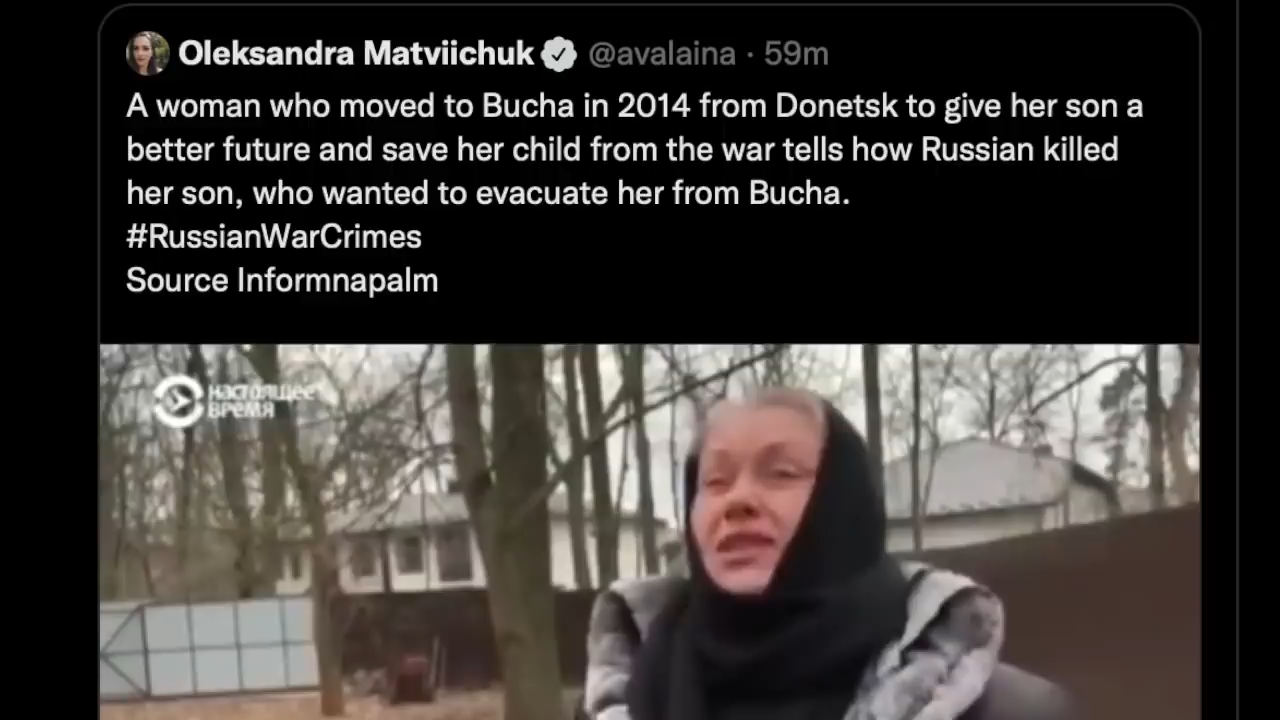 Oleksandra Matviichuk @avalaina · 59m
A woman who moved to Bucha in 2014 from Donetsk to give her son a
better future and save her child from the war tells how Russian killed
her son, who wanted to evacuate her from Bucha.
#RussianWarCrimes
Source Informnapalm
НАСТОЯЩЕЕ
ВРЕМЯ